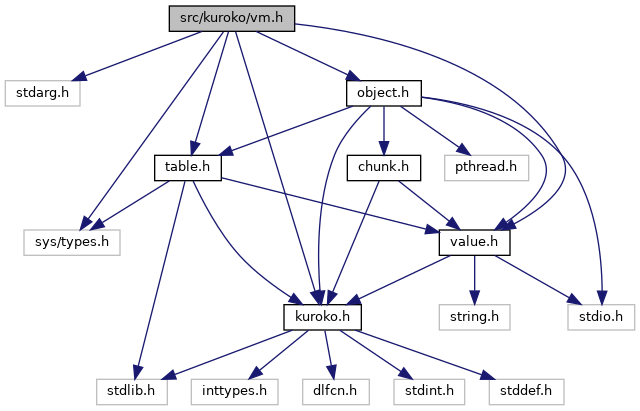 src/kuroko/vm.h
stdarg.h
object.h
table.h
chunk.h
pthread.h
sys/types.h
value.h
kuroko.h
string.h
stdio.h
stdlib.h
inttypes.h
dlfcn.h
stdint.h
stddef.h